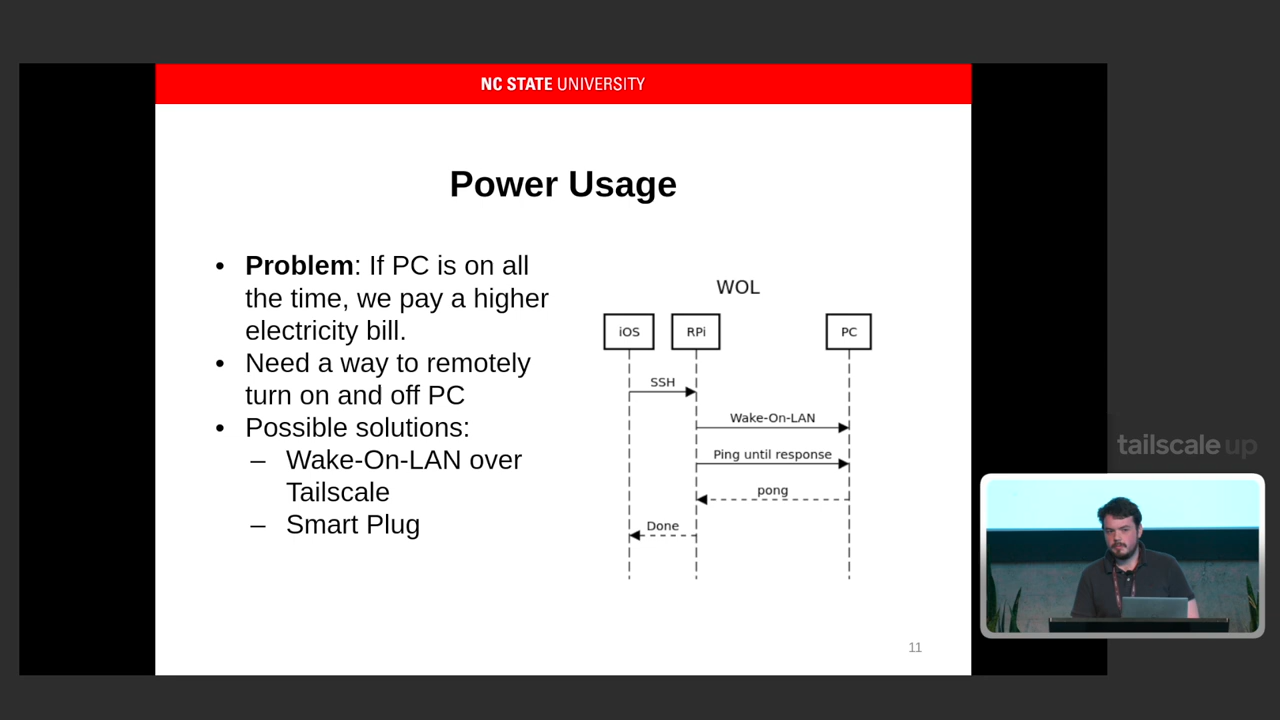 NC STATE UNIVERSITY
Power Usage
• Problem: If PC is on all
the time, we pay a higher
electricity bill.
• Need a way to remotely
turn on and off PC
• Possible solutions:
– Wake-On-LAN over
Tailscale
– Smart Plug
WOL
iOS RPi PC
SSH
Wake-On-LAN
Ping until response
pong
Done
11
tailscale up